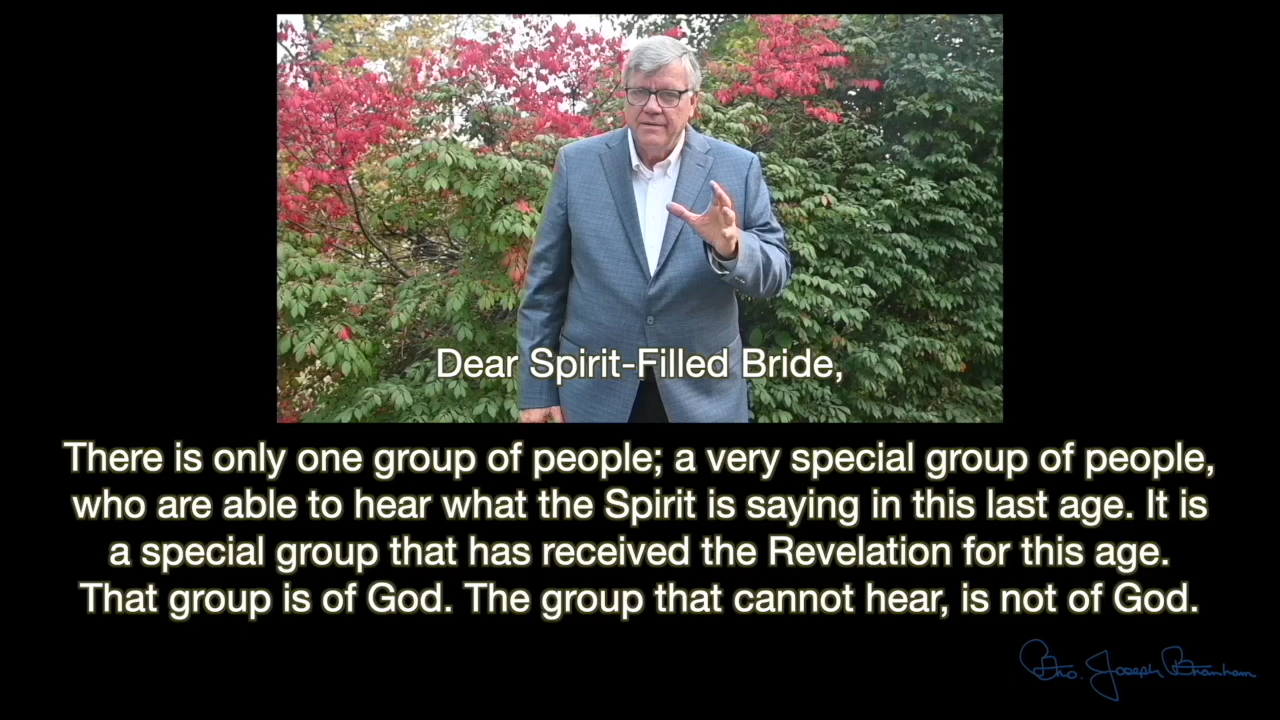 Dear Spirit-Filled Bride,
There is only one group of people; a very special group of people,
who are able to hear what the Spirit is saying in this last age. It is
a special group that has received the Revelation for this age.
That group is of God. The group that cannot hear, is not of God.
Bro. Joseph Branham